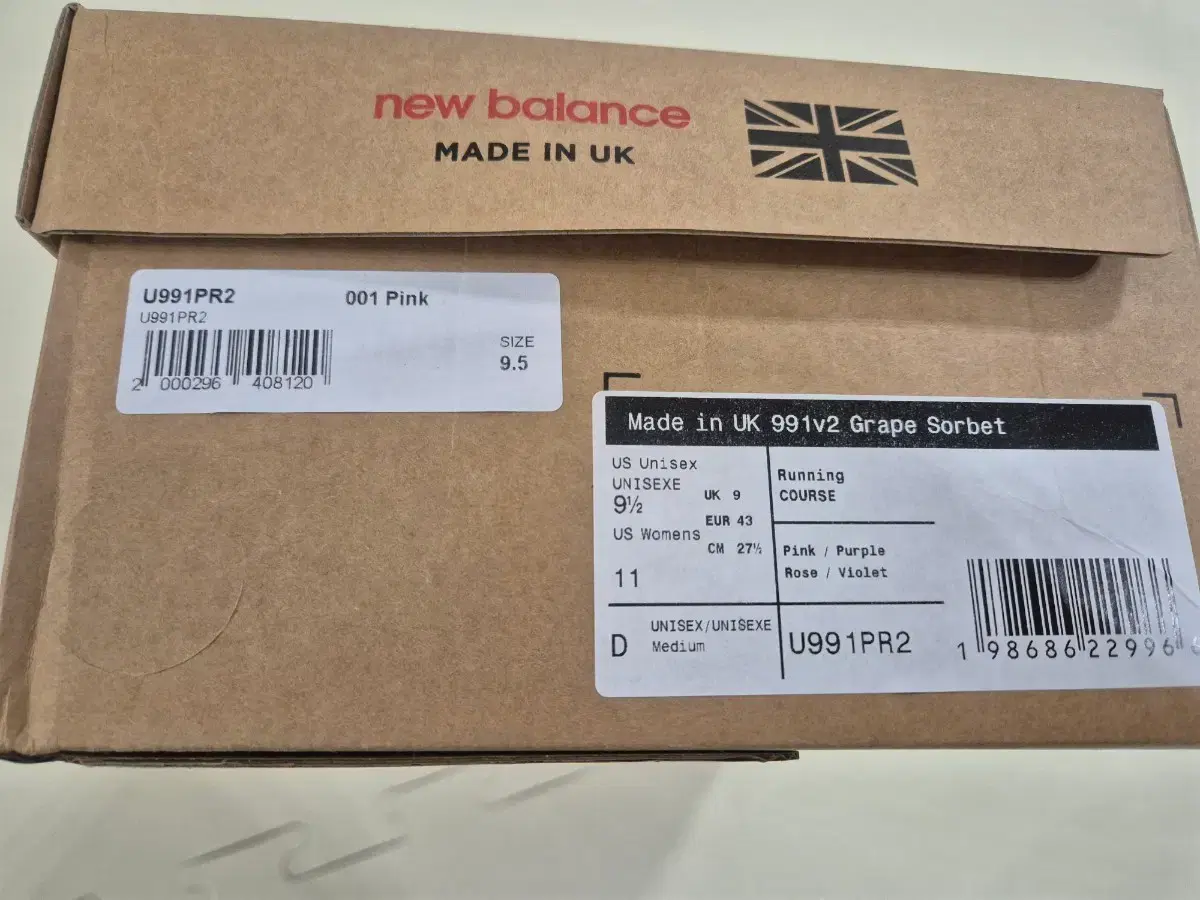 new balance
MADE IN UK
U991PR2 001 Pink
U991PR2
SIZE
9.5
2 000296 408120
Made in UK 991v2 Grape Sorbet
US Unisex
UNISEXE
9½
UK 9
EUR 43
US Womens
CM 27½
11
Running
COURSE
Pink / Purple
Rose / Violet
D
UNISEX/UNISEXE
Medium
U991PR2
1 98686 22996